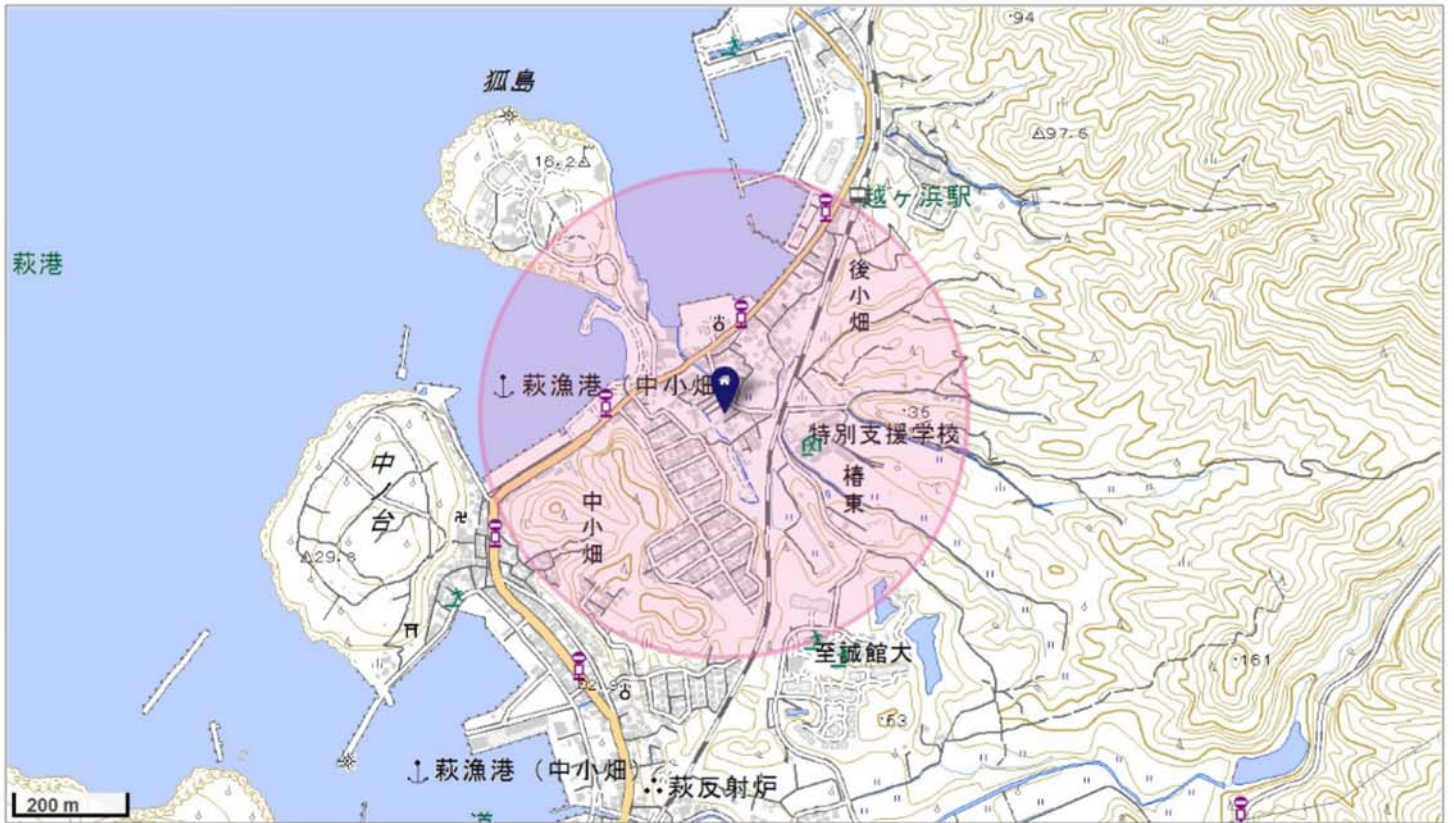 94
狐島
△97.6
16.2
越ヶ浜駅
100
萩港
後小畑
萩漁港（中小畑
35
特別支援学校
中ノ台
椿東
中小畑
△29.8
卍
至誠館大
161
53
萩漁港（中小畑）
萩反射炉
200 m